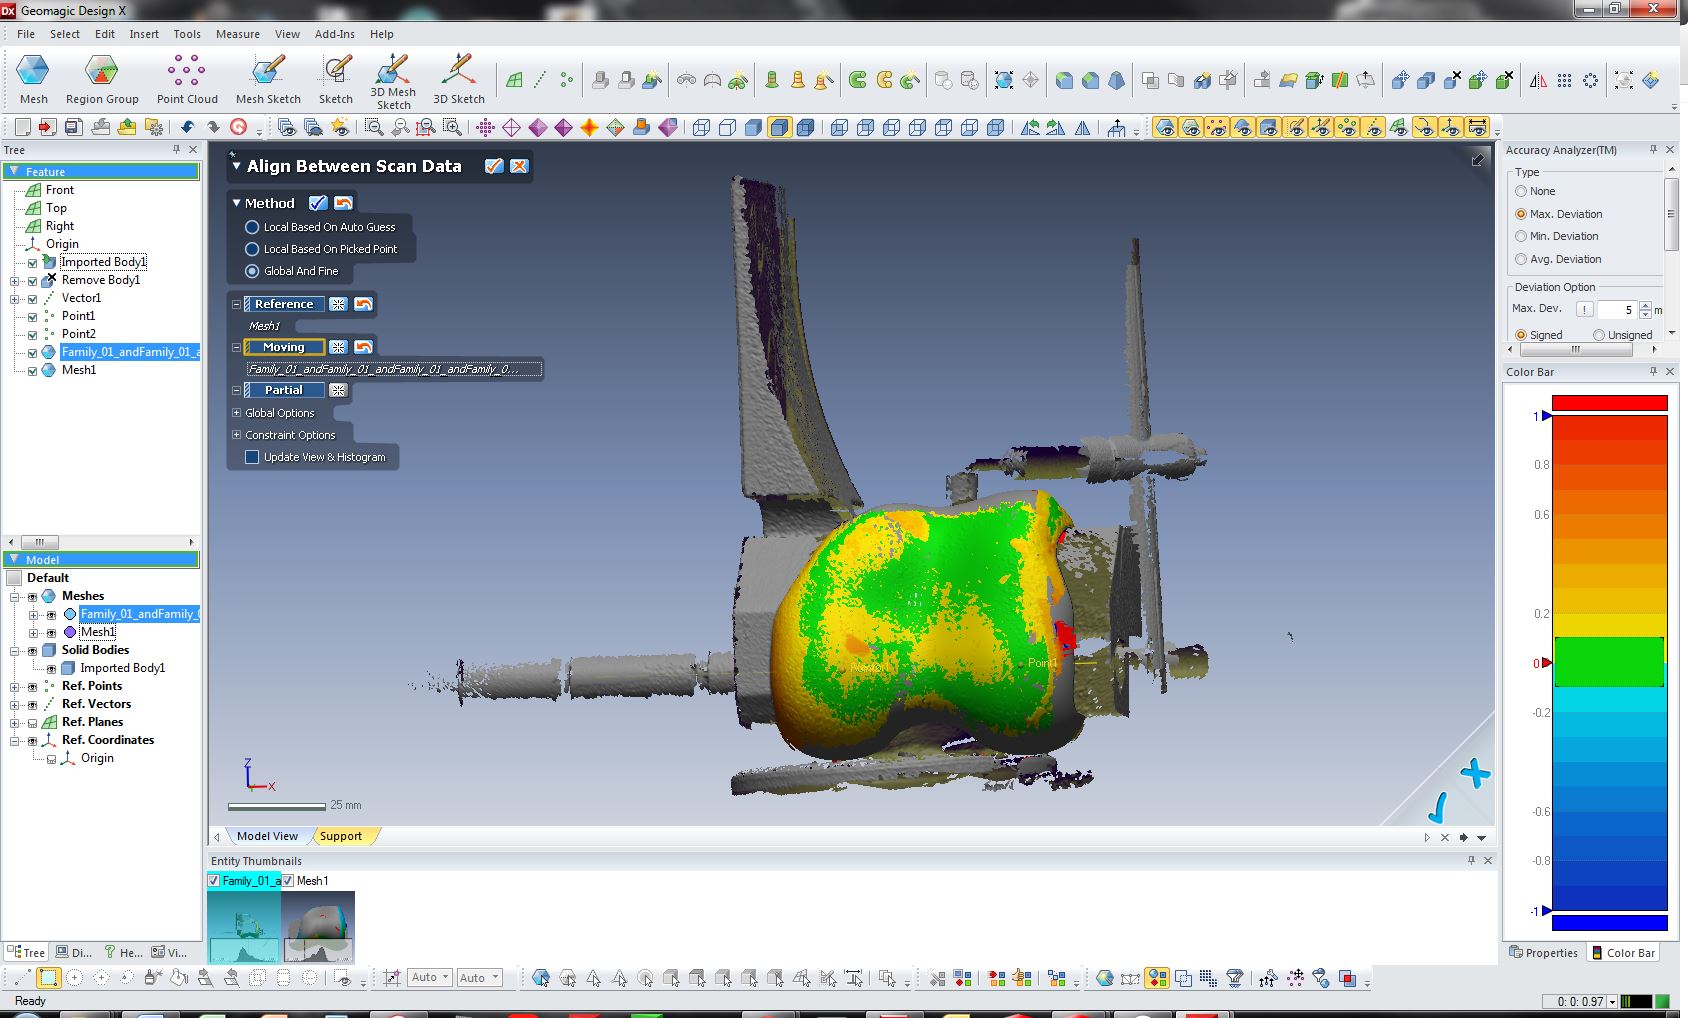 DX Geomagic Design X
File Select Edit Insert Tools Measure View Add-Ins Help
Mesh Region Group Point Cloud Mesh Sketch Sketch 3D Mesh Sketch 3D Sketch
Tree
Feature
Front
Top
Right
Origin
Imported Body1
Remove Body1
Vector1
Point1
Point2
Family_01_andFamily_01_a
Mesh1
Model
Default
Meshes
Family_01_andFamily_
Mesh1
Solid Bodies
Imported Body1
Ref. Points
Ref. Vectors
Ref. Planes
Ref. Coordinates
Origin
Tree Di... He... Vi...
Align Between Scan Data
Method
Local Based On Auto Guess
Local Based On Picked Point
Global And Fine
Reference
Mesh1
Moving
Family_01_andFamily_01_andFamily_01_andFamily_0...
Partial
Global Options
Constraint Options
Update View & Histogram
Point1
Z
X
25 mm
Model View Support
Entity Thumbnails
Family_01_a Mesh1
Accuracy Analyzer(TM)
Type
None
Max. Deviation
Min. Deviation
Avg. Deviation
Deviation Option
Max. Dev. ! 5 m
Signed Unsigned
Color Bar
1
0.8
0.6
0.2
0
-0.2
-0.6
-0.8
-1
Properties Color Bar
Auto Auto
Ready
0: 0: 0.97